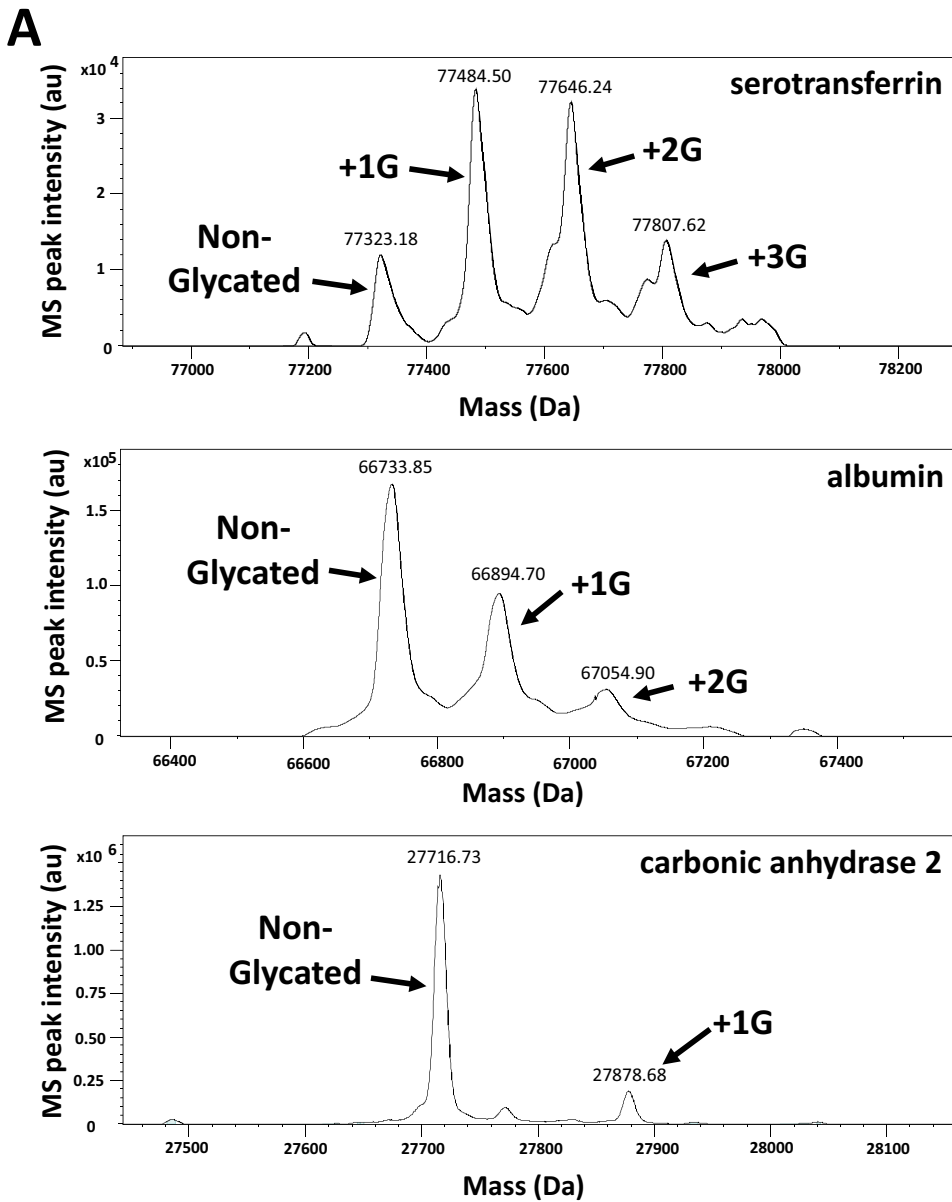 A
serotransferrin
MS peak intensity (au)
x10 4
3
2
1
0
77323.18
77484.50
77646.24
77807.62
Non-
Glycated
+1G
+2G
+3G
77000
77200
77400
77600
77800
78000
78200
Mass (Da)
albumin
MS peak intensity (au)
x10 5
1.5
1.0
0.5
0
66733.85
66894.70
67054.90
Non-
Glycated
+1G
+2G
66400
66600
66800
67000
67200
67400
Mass (Da)
carbonic anhydrase 2
MS peak intensity (au)
x10 6
1.25
1.00
0.75
0.50
0.25
0
27716.73
27878.68
Non-
Glycated
+1G
27500
27600
27700
27800
27900
28000
28100
Mass (Da)